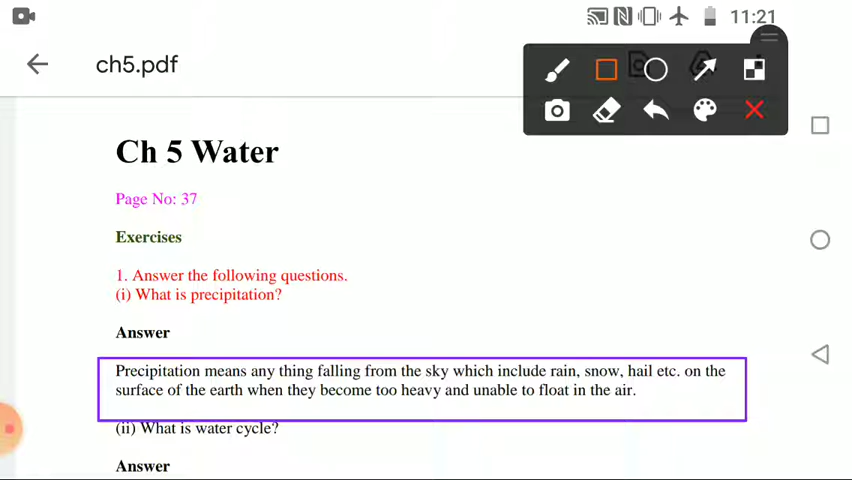 11:21
ch5.pdf
Ch 5 Water
Page No: 37
Exercises
1. Answer the following questions.
(i) What is precipitation?
Answer
Precipitation means any thing falling from the sky which include rain, snow, hail etc. on the
surface of the earth when they become too heavy and unable to float in the air.
(ii) What is water cycle?
Answer